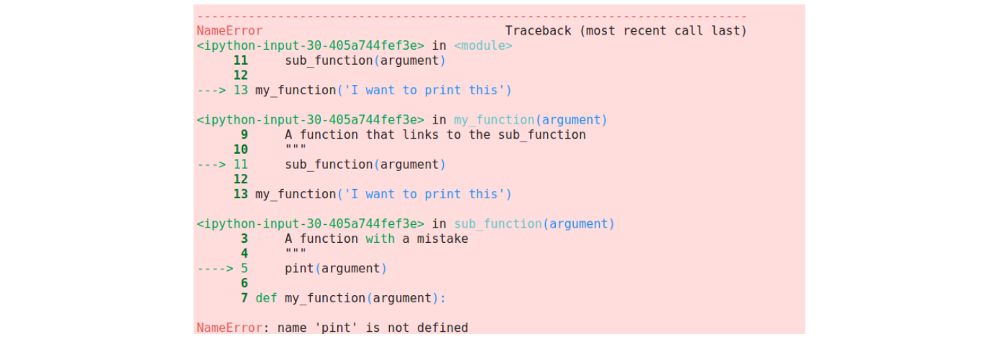 ---------------------------------------------------------------------------
NameError                                 Traceback (most recent call last)
<ipython-input-30-405a744fef3e> in <module>
     11     sub_function(argument)
     12
---> 13 my_function('I want to print this')

<ipython-input-30-405a744fef3e> in my_function(argument)
      9     A function that links to the sub_function
     10     """
---> 11     sub_function(argument)
     12
     13 my_function('I want to print this')

<ipython-input-30-405a744fef3e> in sub_function(argument)
      3     A function with a mistake
      4     """
----> 5     pint(argument)
      6
      7 def my_function(argument):

NameError: name 'pint' is not defined